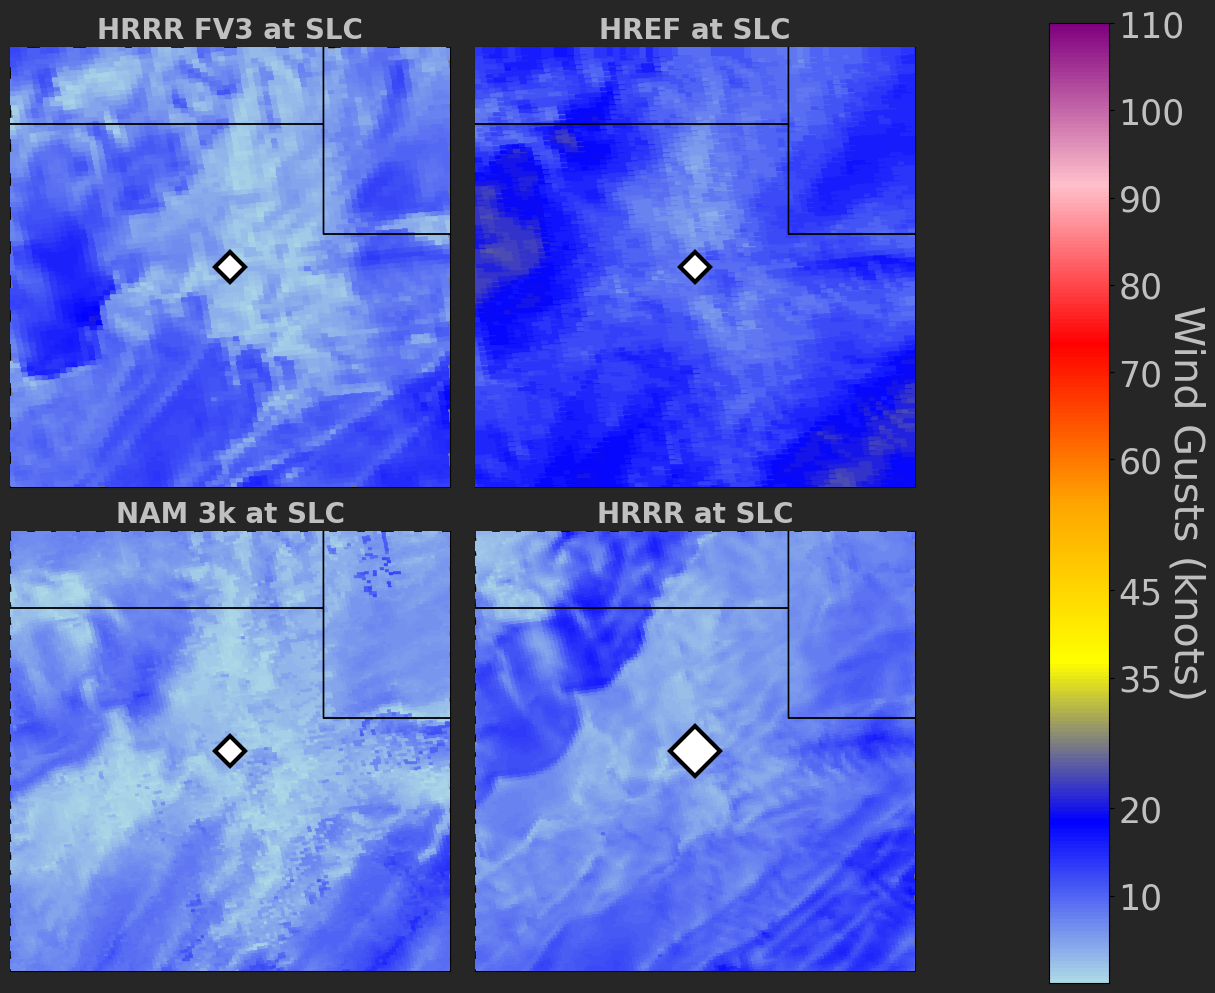 HRRR FV3 at SLC
HREF at SLC
NAM 3k at SLC
HRRR at SLC
110
100
90
80
70
60
45
35
20
10
Wind Gusts (knots)